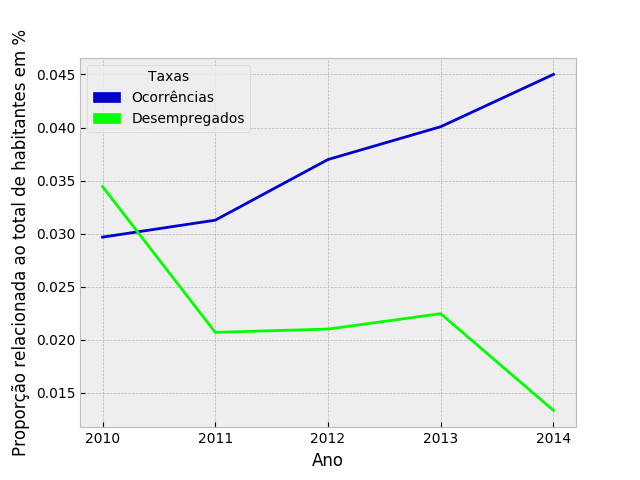 Proporção relacionada ao total de habitantes em %
0.045
0.040
0.035
0.030
0.025
0.020
0.015
Taxas
Ocorrências
Desempregados
2010 2011 2012 2013 2014
Ano